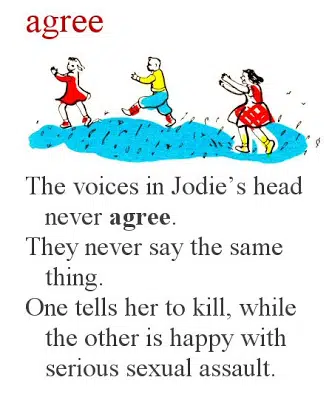 agree
The voices in Jodie's head
never agree.
They never say the same
thing.
One tells her to kill, while
the other is happy with
serious sexual assault.